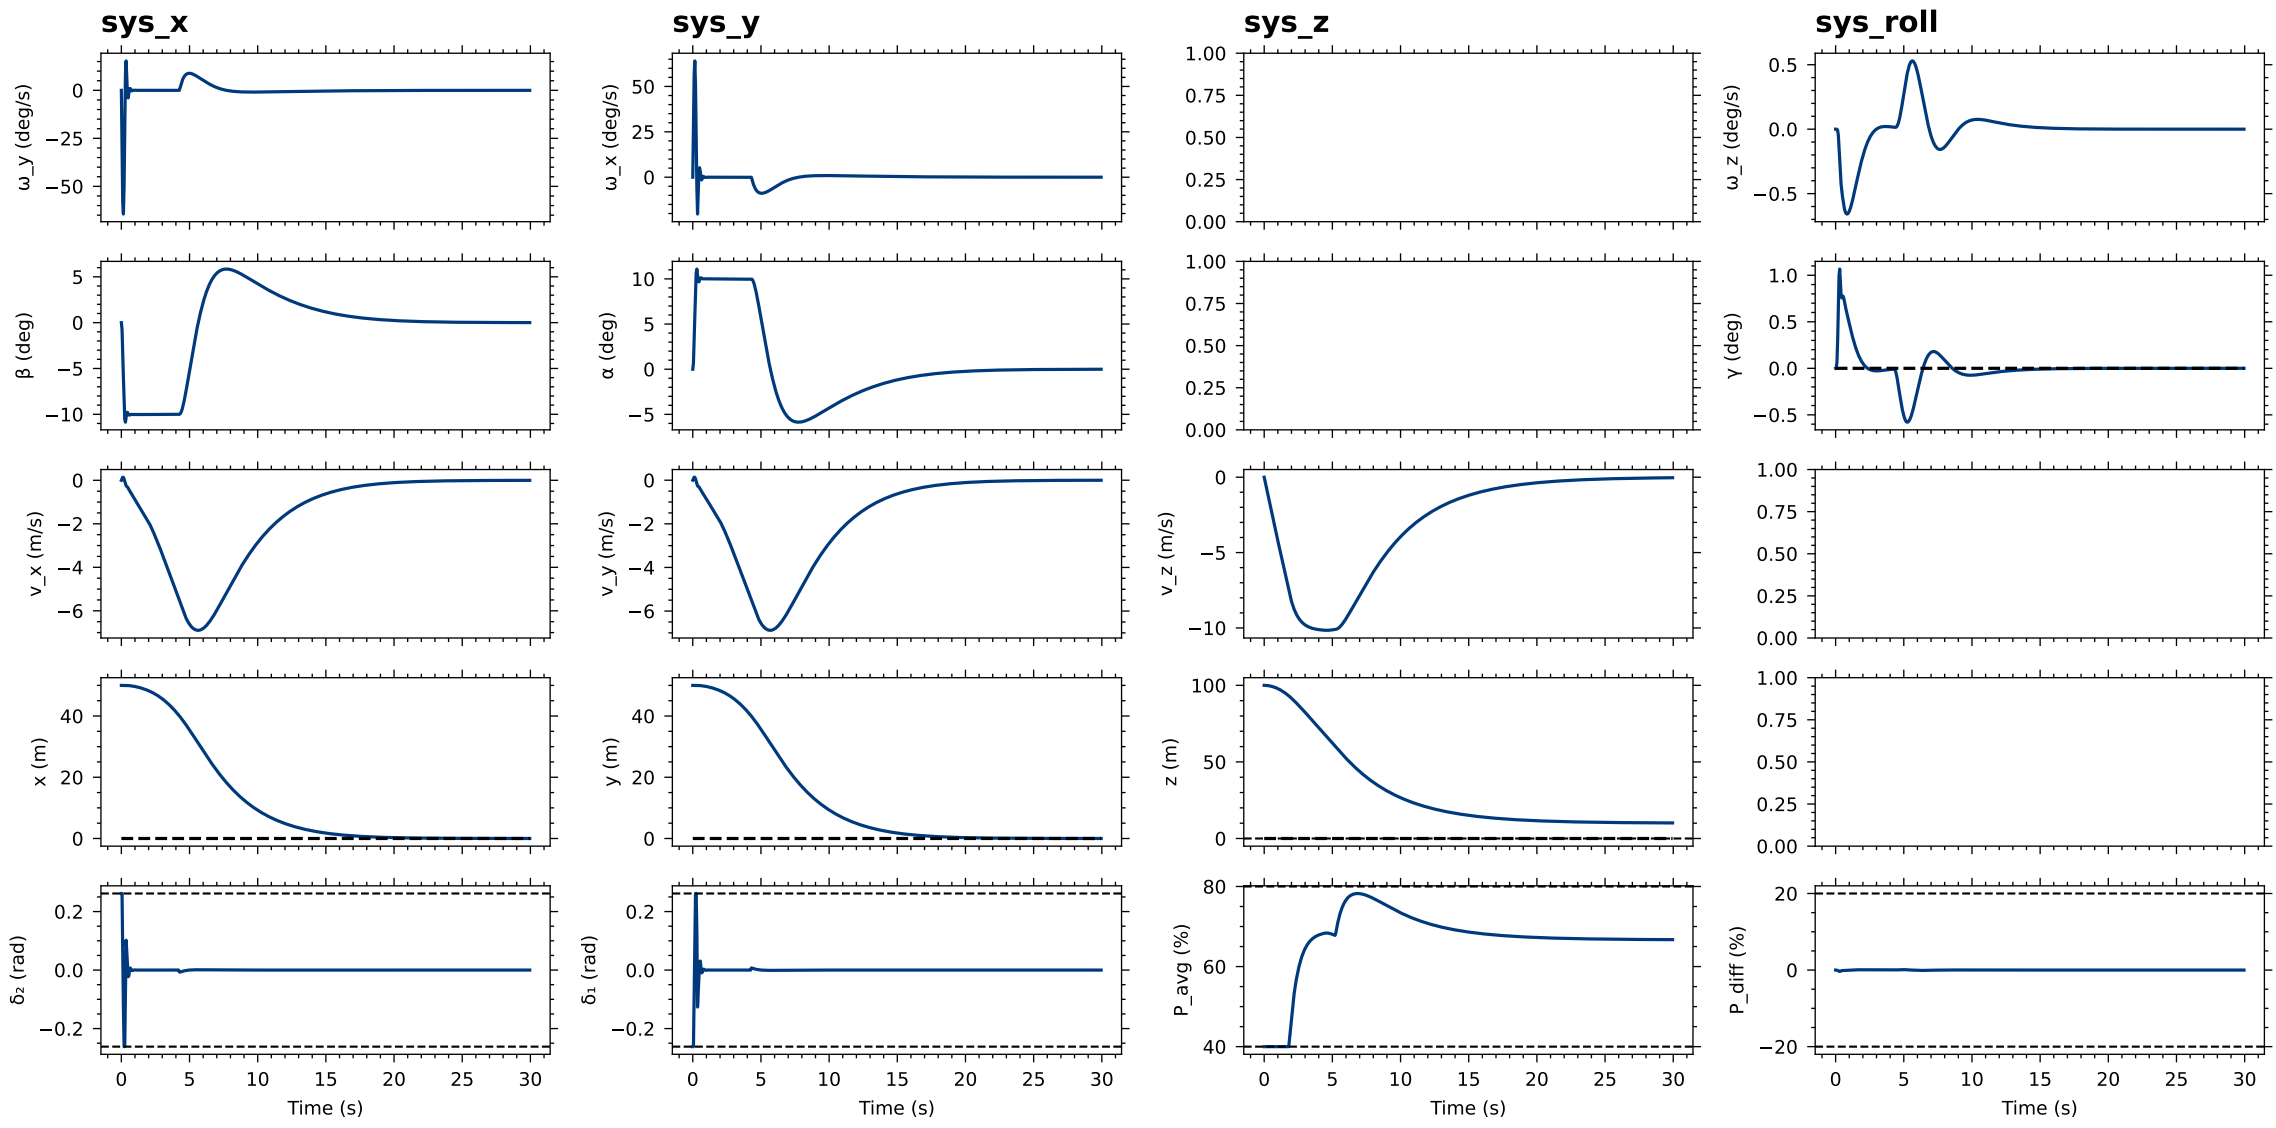 sys_x
sys_y
sys_z
sys_roll
ω_y (deg/s)
0
−25
−50
ω_x (deg/s)
50
25
0
1.00
0.75
0.50
0.25
0.00
ω_z (deg/s)
0.5
0.0
−0.5
β (deg)
5
0
−5
−10
α (deg)
10
5
0
−5
1.00
0.75
0.50
0.25
0.00
γ (deg)
1.0
0.5
0.0
−0.5
v_x (m/s)
0
−2
−4
−6
v_y (m/s)
0
−2
−4
−6
v_z (m/s)
0
−5
−10
1.00
0.75
0.50
0.25
0.00
x (m)
40
20
0
y (m)
40
20
0
z (m)
100
50
0
1.00
0.75
0.50
0.25
0.00
δ₂ (rad)
0.2
0.0
−0.2
δ₁ (rad)
0.2
0.0
−0.2
P_avg (%)
80
60
40
P_diff (%)
20
0
−20
0 5 10 15 20 25 30
0 5 10 15 20 25 30
0 5 10 15 20 25 30
0 5 10 15 20 25 30
Time (s)
Time (s)
Time (s)
Time (s)